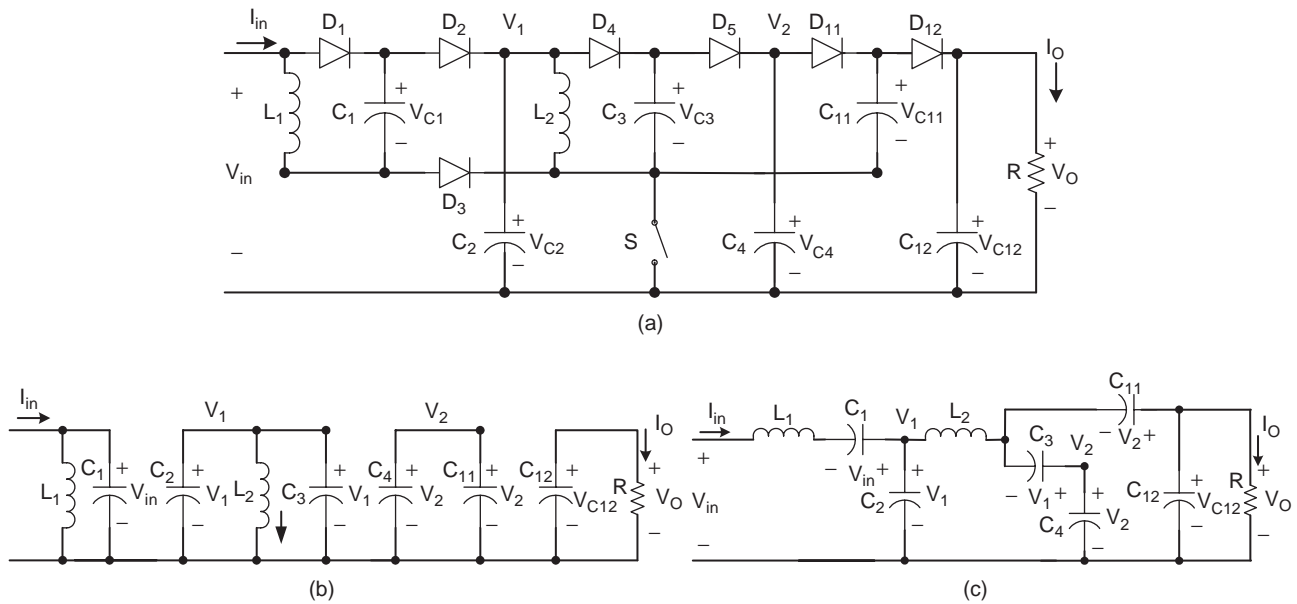 I_in D_1 D_2 V_1 D_4 D_5 V_2 D_11 D_12 I_O
+ L_1 C_1 + V_C1 − L_2 C_3 + V_C3 − C_11 + V_C11 −
V_in D_3 R + V_O −
− C_2 + V_C2 − S C_4 + V_C4 − C_12 + V_C12 −
(a)
I_in V_1 V_2 I_O
L_1 C_1 + V_in − C_2 + V_1 − L_2 C_3 + V_1 − C_4 + V_2 − C_11 + V_2 − C_12 + V_C12 − R + V_O −
(b)
I_in L_1 C_1 V_1 L_2 C_11 I_O
− V_in + − V_2 +
C_3 V_2 − V_1 +
+ V_in − C_2 + V_1 − C_4 + V_2 − C_12 + V_C12 − R + V_O −
(c)